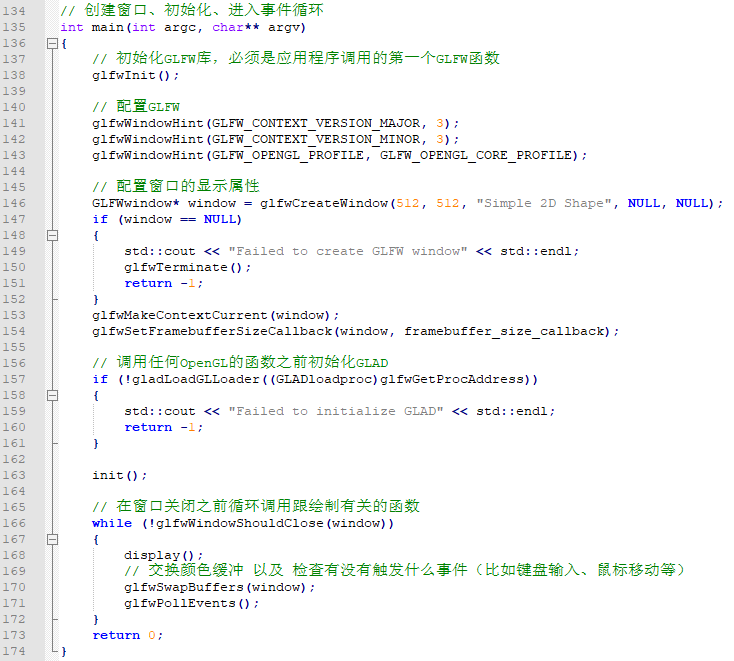 134 // 创建窗口、初始化、进入事件循环
135 int main(int argc, char** argv)
136 {
137     // 初始化GLFW库，必须是应用程序调用的第一个GLFW函数
138     glfwInit();
139
140     // 配置GLFW
141     glfwWindowHint(GLFW_CONTEXT_VERSION_MAJOR, 3);
142     glfwWindowHint(GLFW_CONTEXT_VERSION_MINOR, 3);
143     glfwWindowHint(GLFW_OPENGL_PROFILE, GLFW_OPENGL_CORE_PROFILE);
144
145     // 配置窗口的显示属性
146     GLFWwindow* window = glfwCreateWindow(512, 512, "Simple 2D Shape", NULL, NULL);
147     if (window == NULL)
148     {
149         std::cout << "Failed to create GLFW window" << std::endl;
150         glfwTerminate();
151         return -1;
152     }
153     glfwMakeContextCurrent(window);
154     glfwSetFramebufferSizeCallback(window, framebuffer_size_callback);
155
156     // 调用任何OpenGL的函数之前初始化GLAD
157     if (!gladLoadGLLoader((GLADloadproc)glfwGetProcAddress))
158     {
159         std::cout << "Failed to initialize GLAD" << std::endl;
160         return -1;
161     }
162
163     init();
164
165     // 在窗口关闭之前循环调用跟绘制有关的函数
166     while (!glfwWindowShouldClose(window))
167     {
168         display();
169         // 交换颜色缓冲 以及 检查有没有触发什么事件（比如键盘输入、鼠标移动等）
170         glfwSwapBuffers(window);
171         glfwPollEvents();
172     }
173     return 0;
174 }